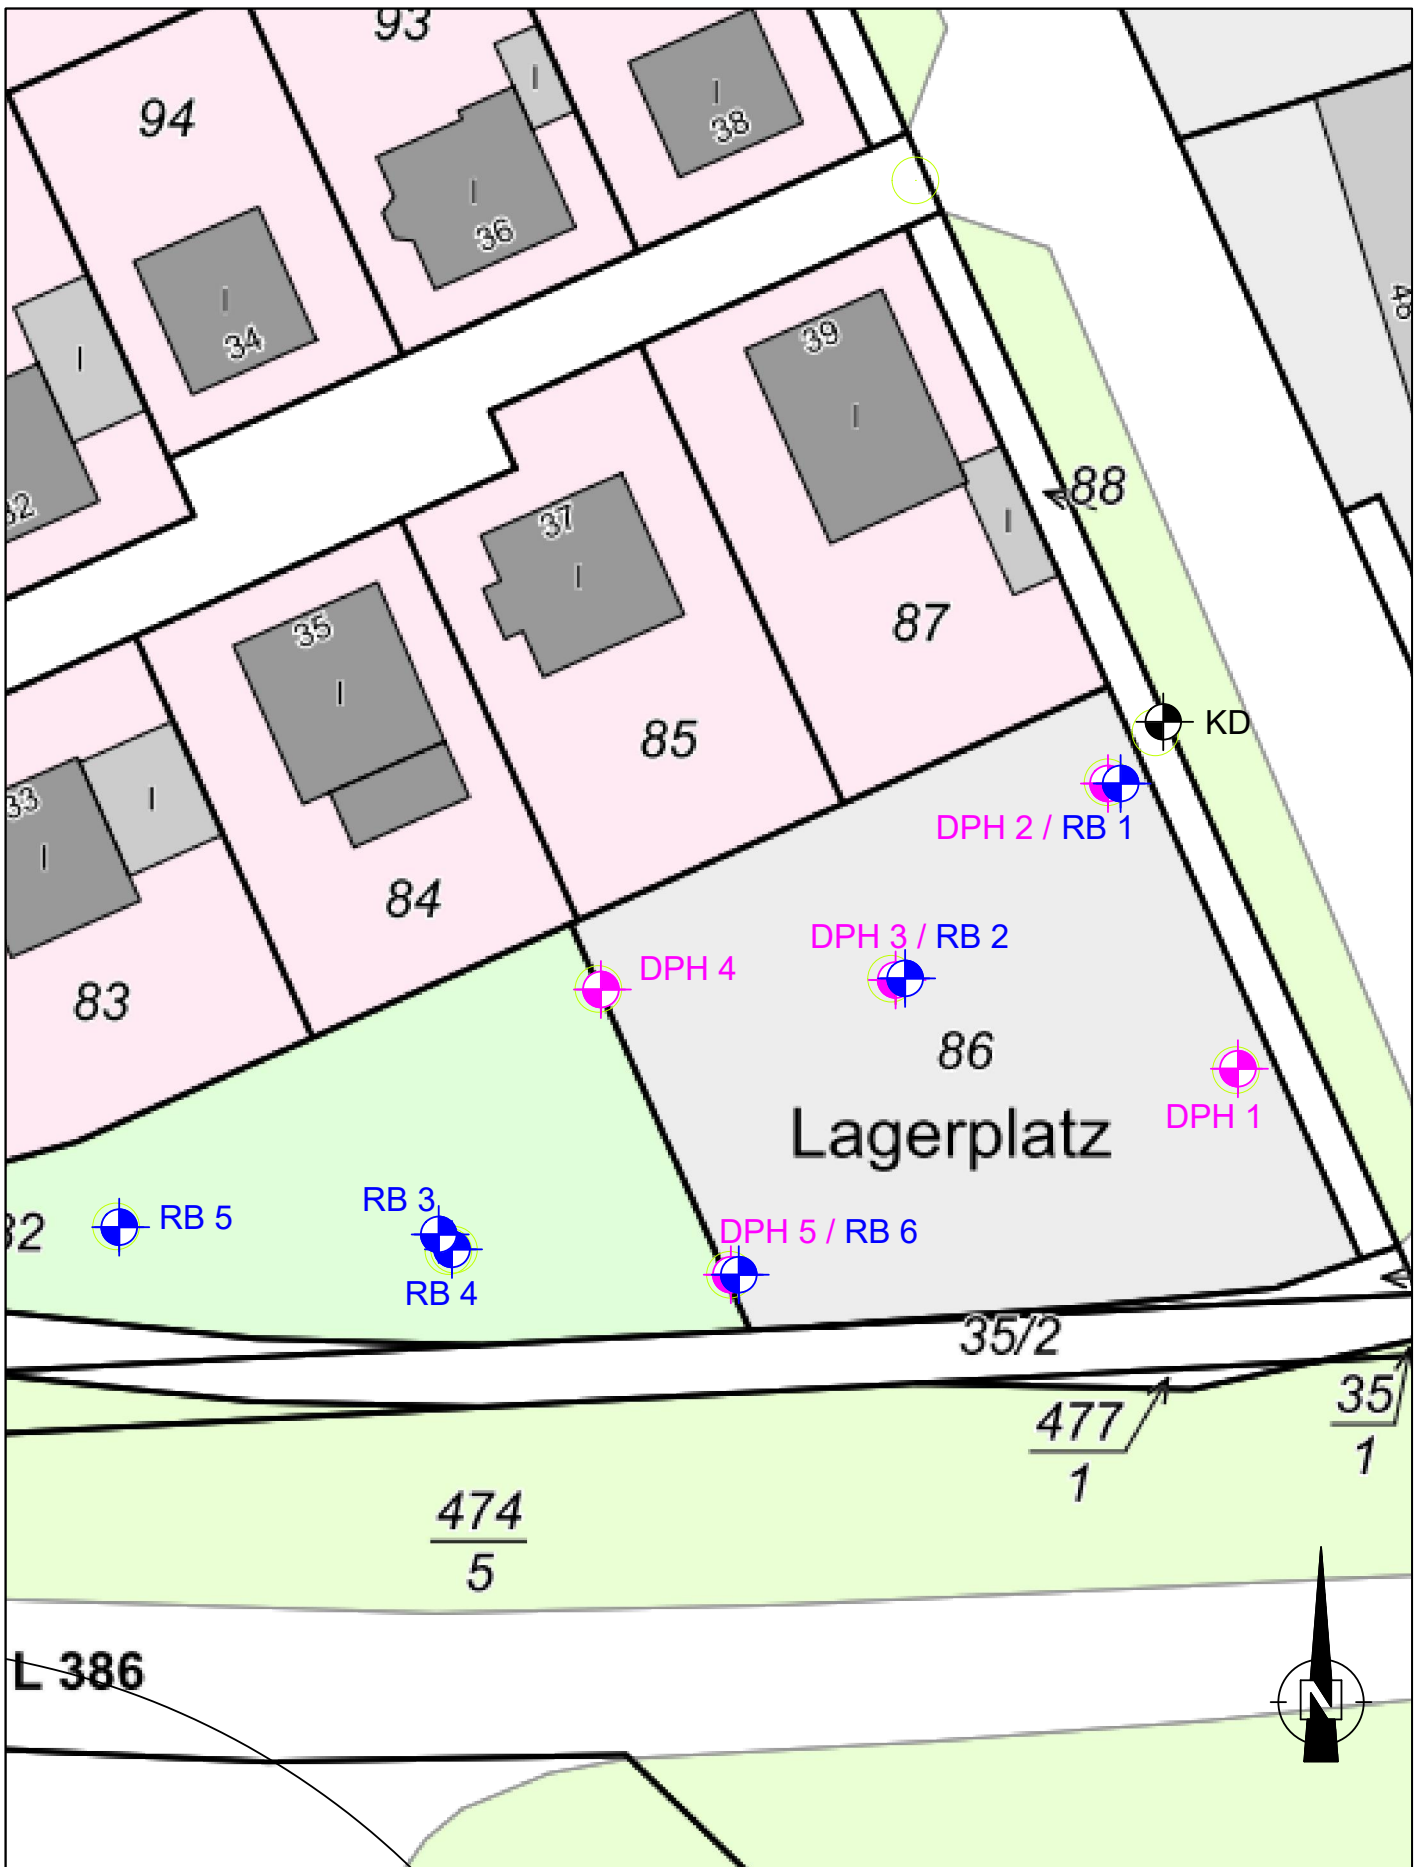 93
94
I
I
38
I
36
I
34
I
39
I
88
37
I
I
35
I
87
KD
85
I
33
I
DPH 2 / RB 1
84
DPH 3 / RB 2
DPH 4
83
86
DPH 1
Lagerplatz
RB 3
RB 5
DPH 5 / RB 6
RB 4
35/2
477
1
35
1
474
5
L 386
N